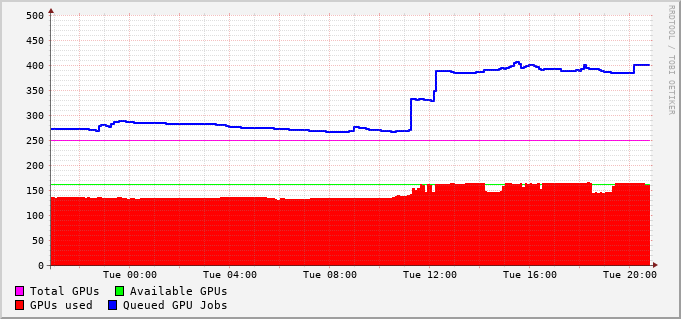 500
450
400
350
300
250
200
150
100
50
0
Tue 00:00 Tue 04:00 Tue 08:00 Tue 12:00 Tue 16:00 Tue 20:00
Total GPUs Available GPUs
GPUs used Queued GPU Jobs
RRDTOOL / TOBI OETIKER